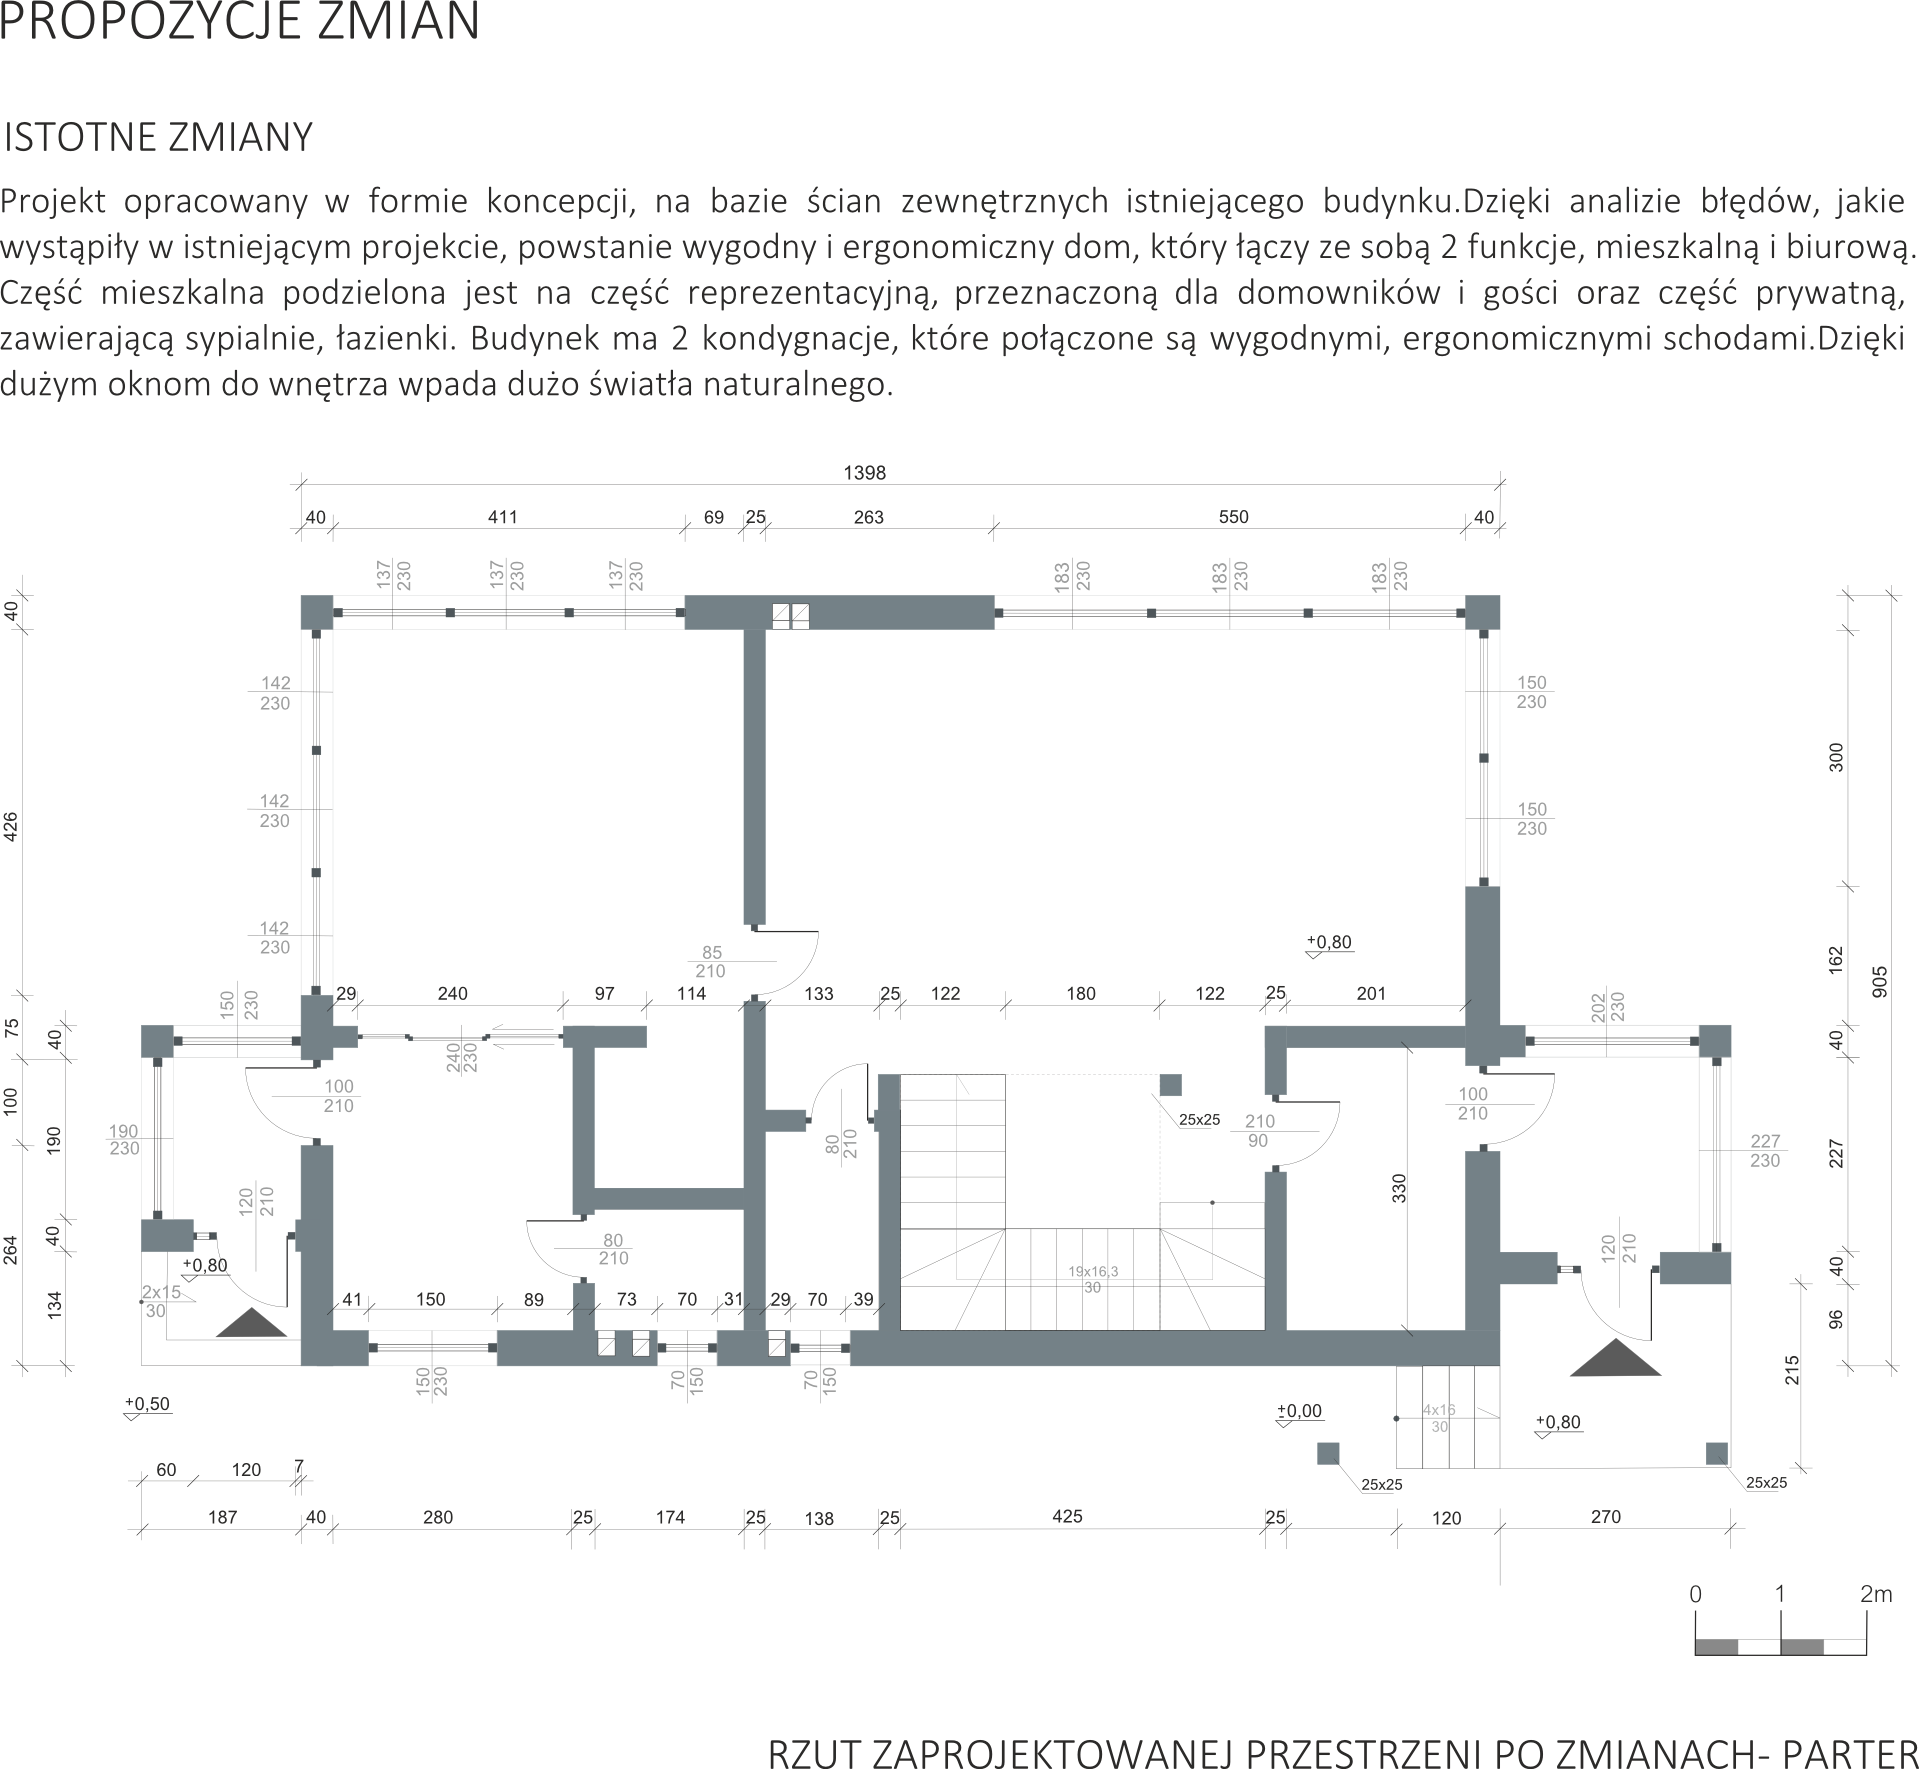 PROPOZYCJE ZMIAN
ISTOTNE ZMIANY
Projekt opracowany w formie koncepcji, na bazie ścian zewnętrznych istniejącego budynku.Dzięki analizie błędów, jakie
wystąpiły w istniejącym projekcie, powstanie wygodny i ergonomiczny dom, który łączy ze sobą 2 funkcje, mieszkalną i biurową.
Część mieszkalna podzielona jest na część reprezentacyjną, przeznaczoną dla domowników i gości oraz część prywatną,
zawierającą sypialnie, łazienki. Budynek ma 2 kondygnacje, które połączone są wygodnymi, ergonomicznymi schodami.Dzięki
dużym oknom do wnętrza wpada dużo światła naturalnego.
1398
40 411 69 25 263 550 40
137 230 137 230 137 230 183 230 183 230 183 230
40
142
230
150
230
300
426
142
230
150
230
142
230
85
210
+0,80
162
905
150 230
29 240 97 114 133 25 122 180 122 25 201
202 230
75 40
240 230
40
100
210
100
210
100
190
190
230
80 210
25x25
210
90
330
227
230
227
120 210
80
210
120 210
264 40
+0,80
2x15
30
19x16,3
30
40
134
41 150 89 73 70 31 29 70 39
96
150 230
70 150
70 150
215
+0,50
±0,00
4x16
30
+0,80
60 120 7
25x25
25x25
187 40 280 25 174 25 138 25 425 25 120 270
0 1 2m
RZUT ZAPROJEKTOWANEJ PRZESTRZENI PO ZMIANACH- PARTER